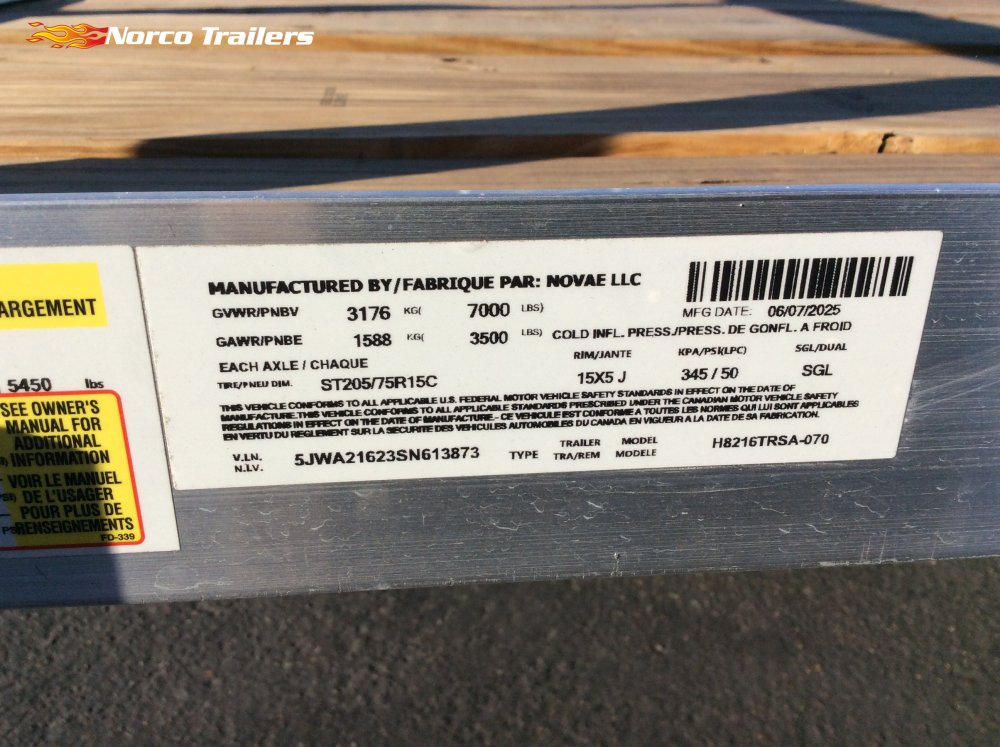 Norco Trailers
MANUFACTURED BY/FABRIQUE PAR: NOVAE LLC
GVWR/PNBV 3176 KG( 7000 LBS)
MFG DATE: 06/07/2025
GAWR/PNBE 1588 KG( 3500 LBS)
COLD INFL. PRESS./PRESS. DE GONFL. A FROID
EACH AXLE / CHAQUE
RIM/JANTE KPA/PSI(LPC) SGL/DUAL
TIRE/PNEU DIM. ST205/75R15C 15X5 J 345 / 50 SGL
THIS VEHICLE CONFORMS TO ALL APPLICABLE U.S. FEDERAL MOTOR VEHICLE SAFETY STANDARDS IN EFFECT ON THE DATE OF
MANUFACTURE. THIS VEHICLE CONFORMS TO ALL APPLICABLE STANDARDS PRESCRIBED UNDER THE CANADIAN MOTOR VEHICLE SAFETY
REGULATIONS IN EFFECT ON THE DATE OF MANUFACTURE.- CE VEHICULE EST CONFORME A TOUTES LES NORMES QUI LUI SONT APPLICABLES
EN VERTU DU REGLEMENT SUR LA SECURITE DES VEHICULES AUTOMOBILES DU CANADA EN VIGUEUR A LA DATE DE SA FABRICATION.
V.I.N. 5JWA21623SN613873 TYPE TRAILER MODEL H8216TRSA-070
N.I.V. TRA/REM MODELE
ARGEMENT
5450 lbs
SEE OWNER'S
MANUAL FOR
ADDITIONAL
INFORMATION
VOIR LE MANUEL
DE L'USAGER
POUR PLUS DE
RENSEIGNEMENTS
FD-339